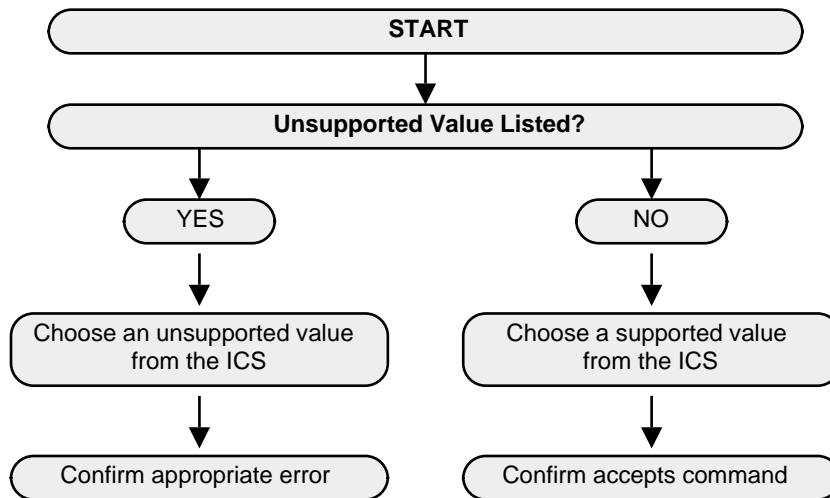 START
Unsupported Value Listed?
YES
NO
Choose an unsupported value
from the ICS
Choose a supported value
from the ICS
Confirm appropriate error
Confirm accepts command